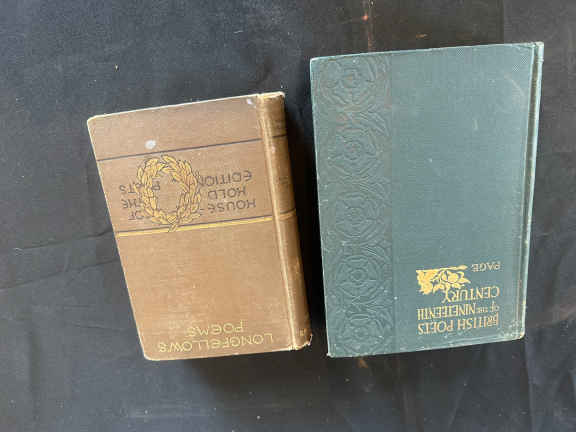 BRITISH POETS
OF THE NINETEENTH
CENTURY
PAGE
LONGFELLOW'S
POEMS
HOUSE-
HOLD
EDITION
OF
THE
POETS